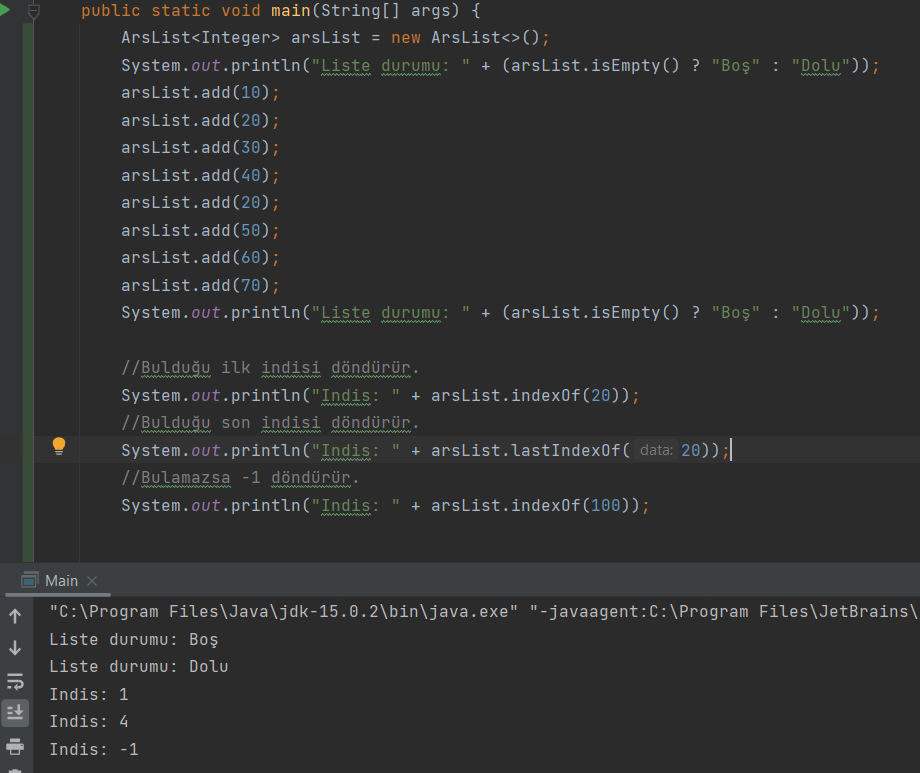 public static void main(String[] args) {
ArsList<Integer> arsList = new ArsList<>();
System.out.println("Liste durumu: " + (arsList.isEmpty() ? "Boş" : "Dolu"));
arsList.add(10);
arsList.add(20);
arsList.add(30);
arsList.add(40);
arsList.add(20);
arsList.add(50);
arsList.add(60);
arsList.add(70);
System.out.println("Liste durumu: " + (arsList.isEmpty() ? "Boş" : "Dolu"));
//Bulduğu ilk indisi döndürür.
System.out.println("Indis: " + arsList.indexOf(20));
//Bulduğu son indisi döndürür.
System.out.println("Indis: " + arsList.lastIndexOf( data: 20));
//Bulamazsa -1 döndürür.
System.out.println("Indis: " + arsList.indexOf(100));
Main
"C:\Program Files\Java\jdk-15.0.2\bin\java.exe" "-javaagent:C:\Program Files\JetBrains\
Liste durumu: Boş
Liste durumu: Dolu
Indis: 1
Indis: 4
Indis: -1